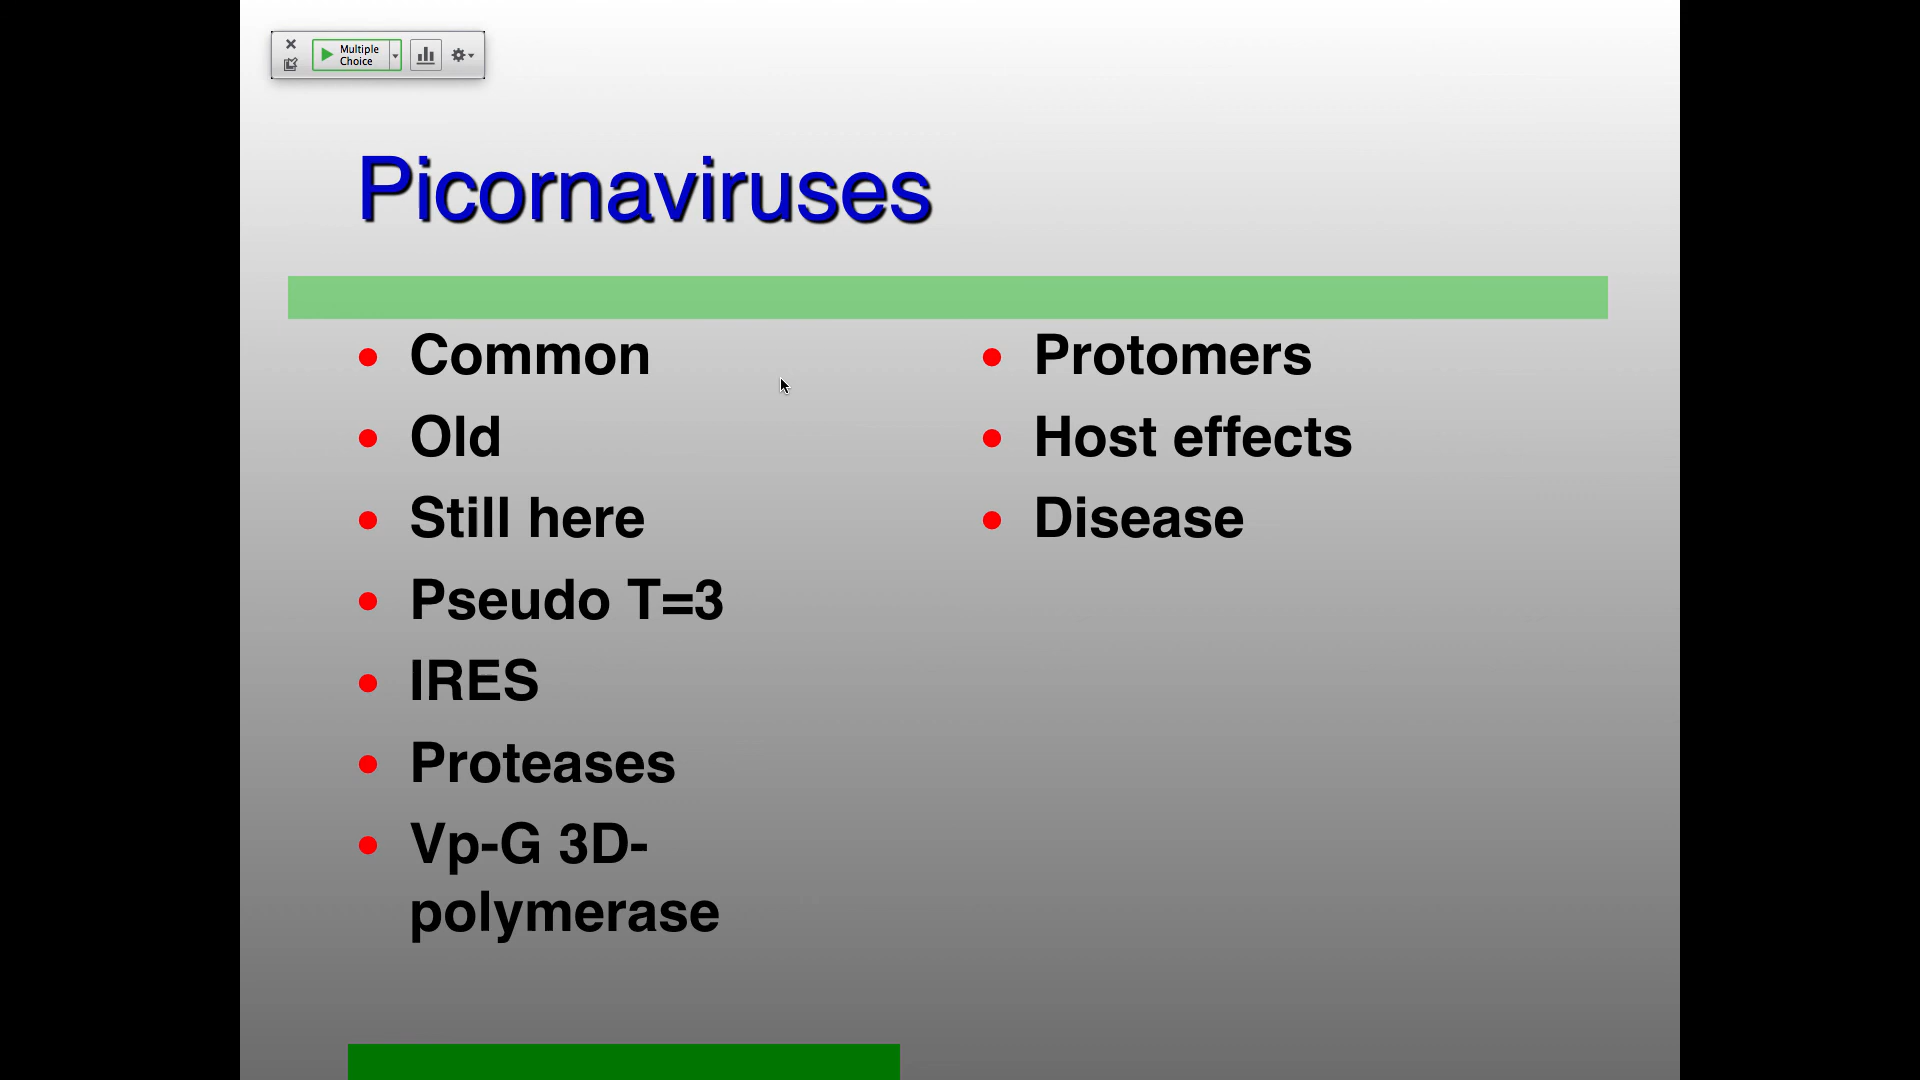 Multiple
Choice
Picornaviruses
Common
Old
Still here
Pseudo T=3
IRES
Proteases
Vp-G 3D-
polymerase
Protomers
Host effects
Disease